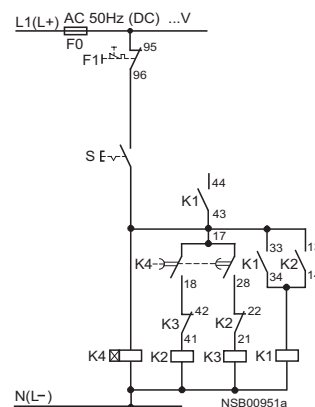 L1(L+) AC 50Hz (DC) ...V
F0
F1 95
96
S
44
K1
43
17
33
K1 K2
34
K4
18 28
K3 42 K2 22
41 21
K4 K2 K3 K1
N(L-)
NSB00951a